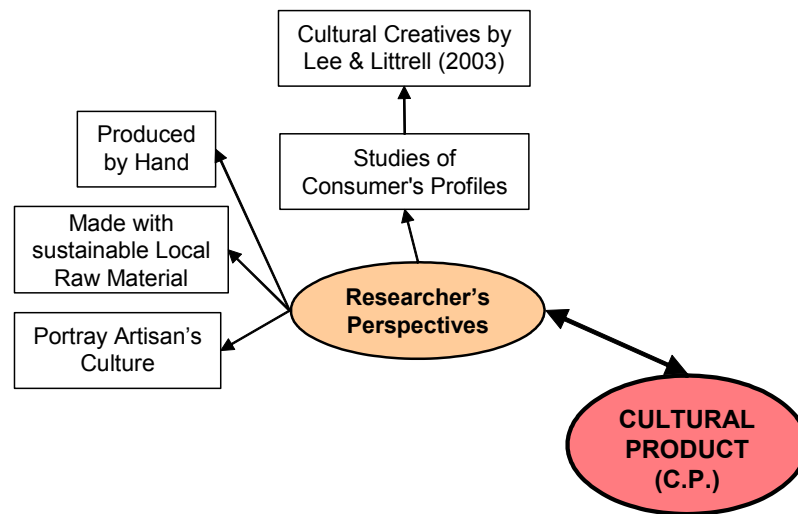 Cultural Creatives by
Lee & Littrell (2003)
Produced
by Hand
Studies of
Consumer's Profiles
Made with
sustainable Local
Raw Material
Researcher’s
Perspectives
Portray Artisan’s
Culture
CULTURAL
PRODUCT
(C.P.)